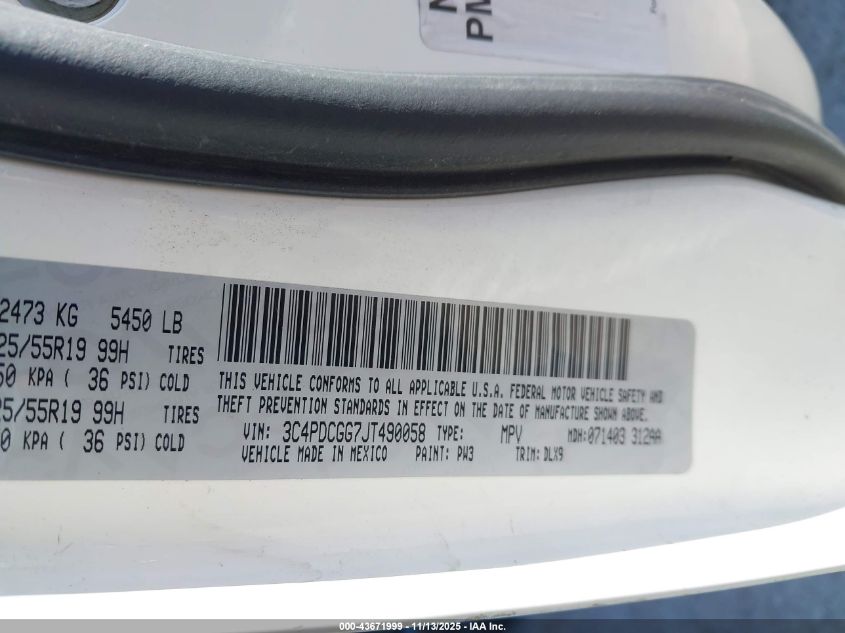 N
PM
2473 KG 5450 LB
25/55R19 99H TIRES
50 KPA ( 36 PSI) COLD
25/55R19 99H TIRES
0 KPA ( 36 PSI) COLD
THIS VEHICLE CONFORMS TO ALL APPLICABLE U.S.A. FEDERAL MOTOR VEHICLE SAFETY AND
THEFT PREVENTION STANDARDS IN EFFECT ON THE DATE OF MANUFACTURE SHOWN ABOVE.
VIN: 3C4PDCGG7JT490058 TYPE: MPV MDH:071403 312AA
VEHICLE MADE IN MEXICO PAINT: PW3 TRIM: DLX9
000-43671999 - 11/13/2025 - IAA Inc.